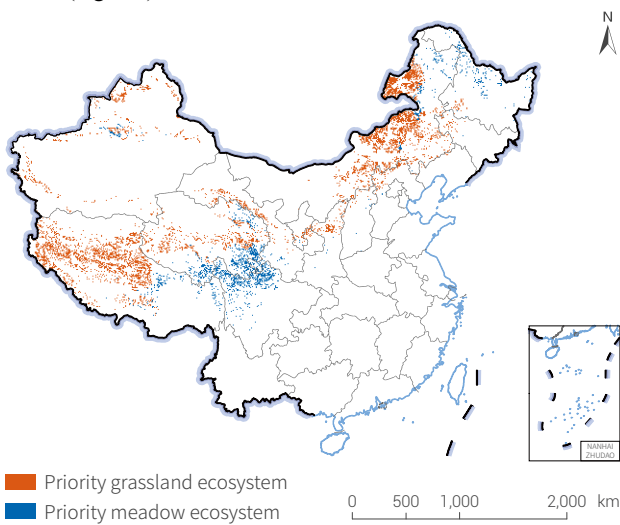 N
NANHAI
ZHUDAO
Priority grassland ecosystem
Priority meadow ecosystem
0 500 1,000 2,000 km